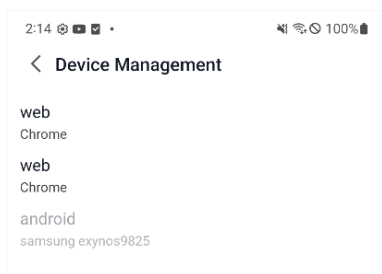 2:14 100%
Device Management
web
Chrome
web
Chrome
android
samsung exynos9825